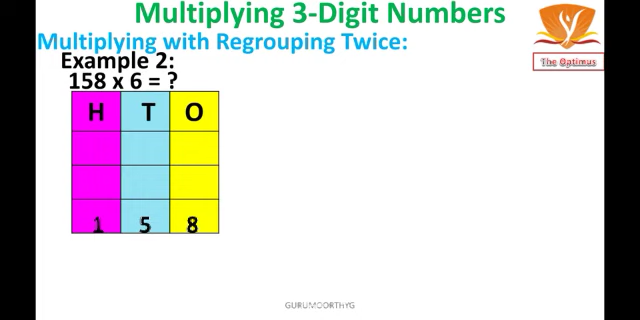 Multiplying 3-Digit Numbers
Multiplying with Regrouping Twice:
Example 2:
158 x 6 = ?
H T O
1 5 8
The Optimus
GURUMOORTHYG